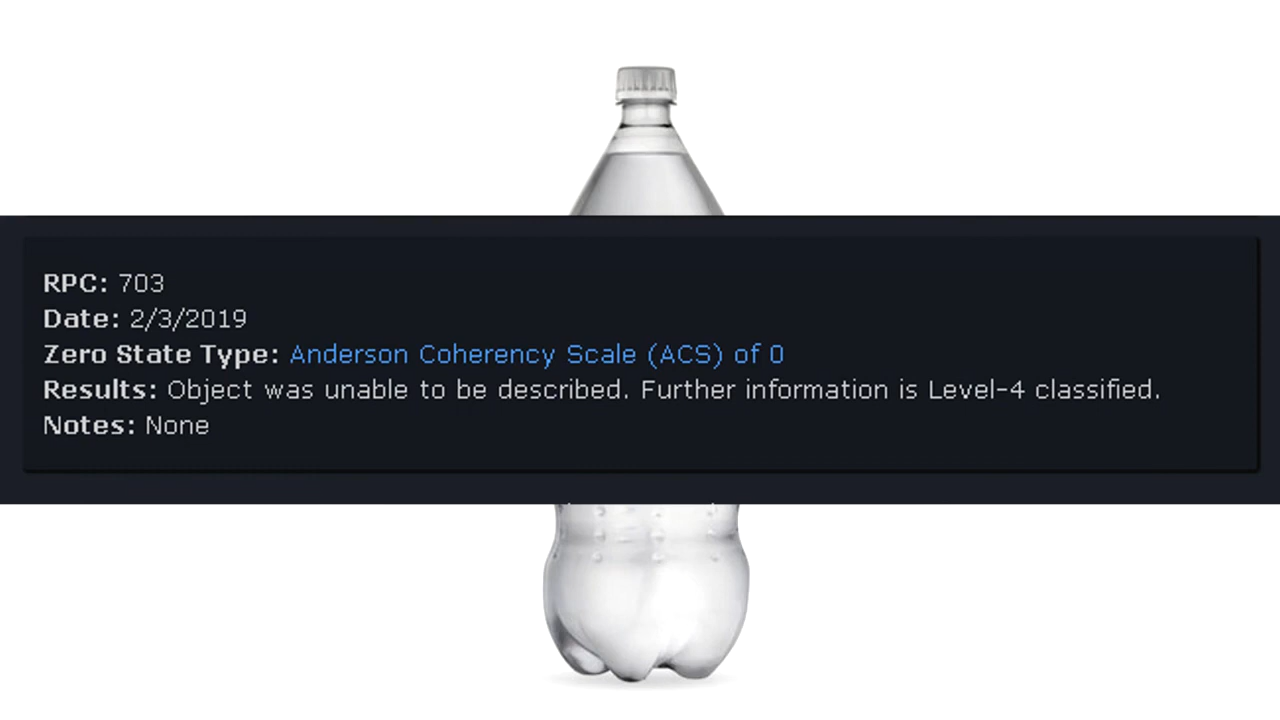 RPC: 703
Date: 2/3/2019
Zero State Type: Anderson Coherency Scale (ACS) of 0
Results: Object was unable to be described. Further information is Level-4 classified.
Notes: None